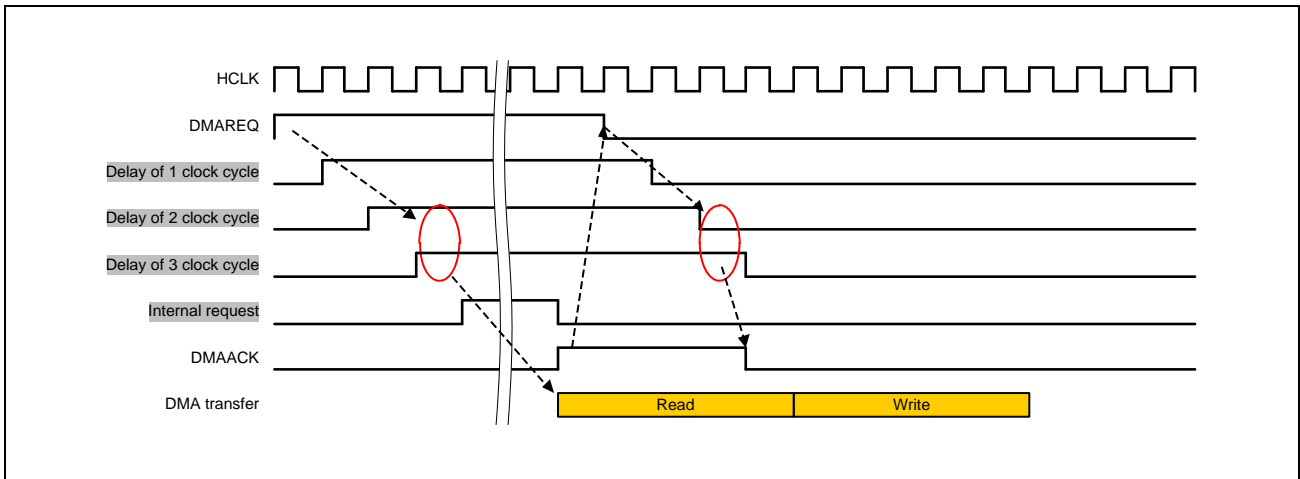 HCLK
DMAREQ
Delay of 1 clock cycle
Delay of 2 clock cycle
Delay of 3 clock cycle
Internal request
DMAACK
DMA transfer
Read
Write